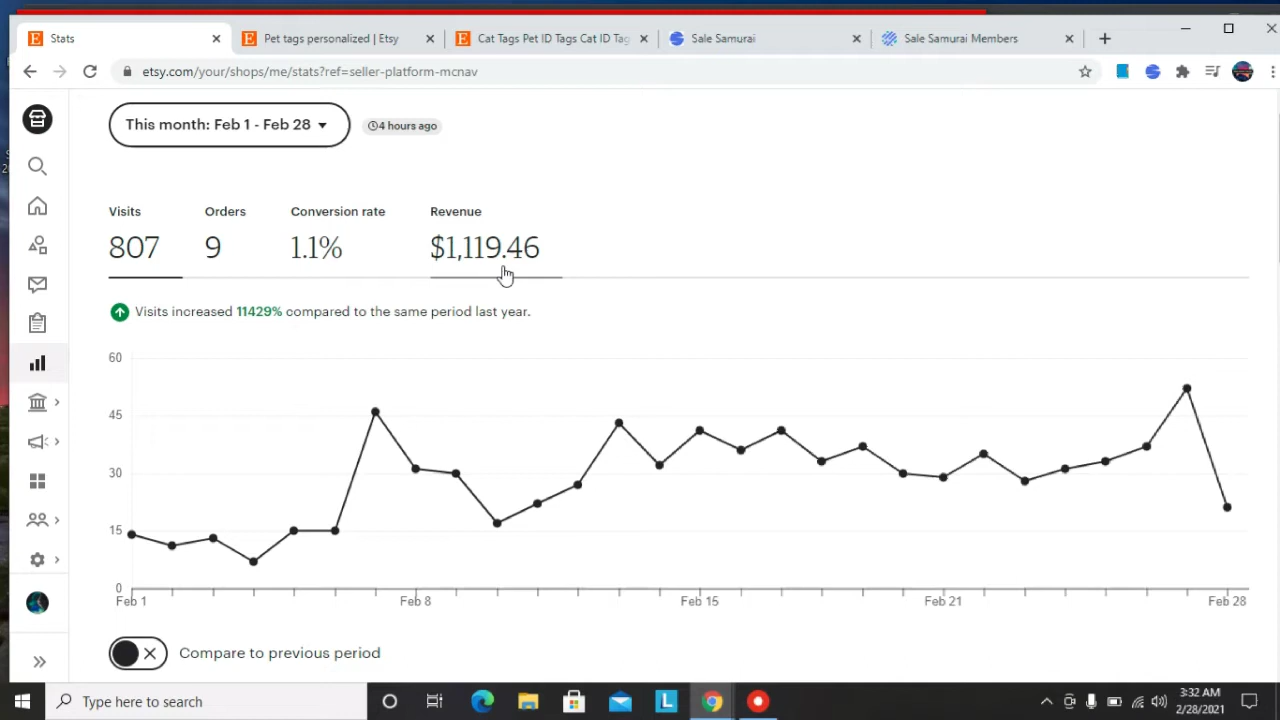 Stats
Pet tags personalized | Etsy
Cat Tags Pet ID Tags Cat ID Tag
Sale Samurai
Sale Samurai Members
etsy.com/your/shops/me/stats?ref=seller-platform-mcnav
This month: Feb 1 - Feb 28
4 hours ago
Visits Orders Conversion rate Revenue
807 9 1.1% $1,119.46
Visits increased 11429% compared to the same period last year.
60
45
30
15
0
Feb 1 Feb 8 Feb 15 Feb 21 Feb 28
Compare to previous period
Type here to search
L
3:32 AM
2/28/2021